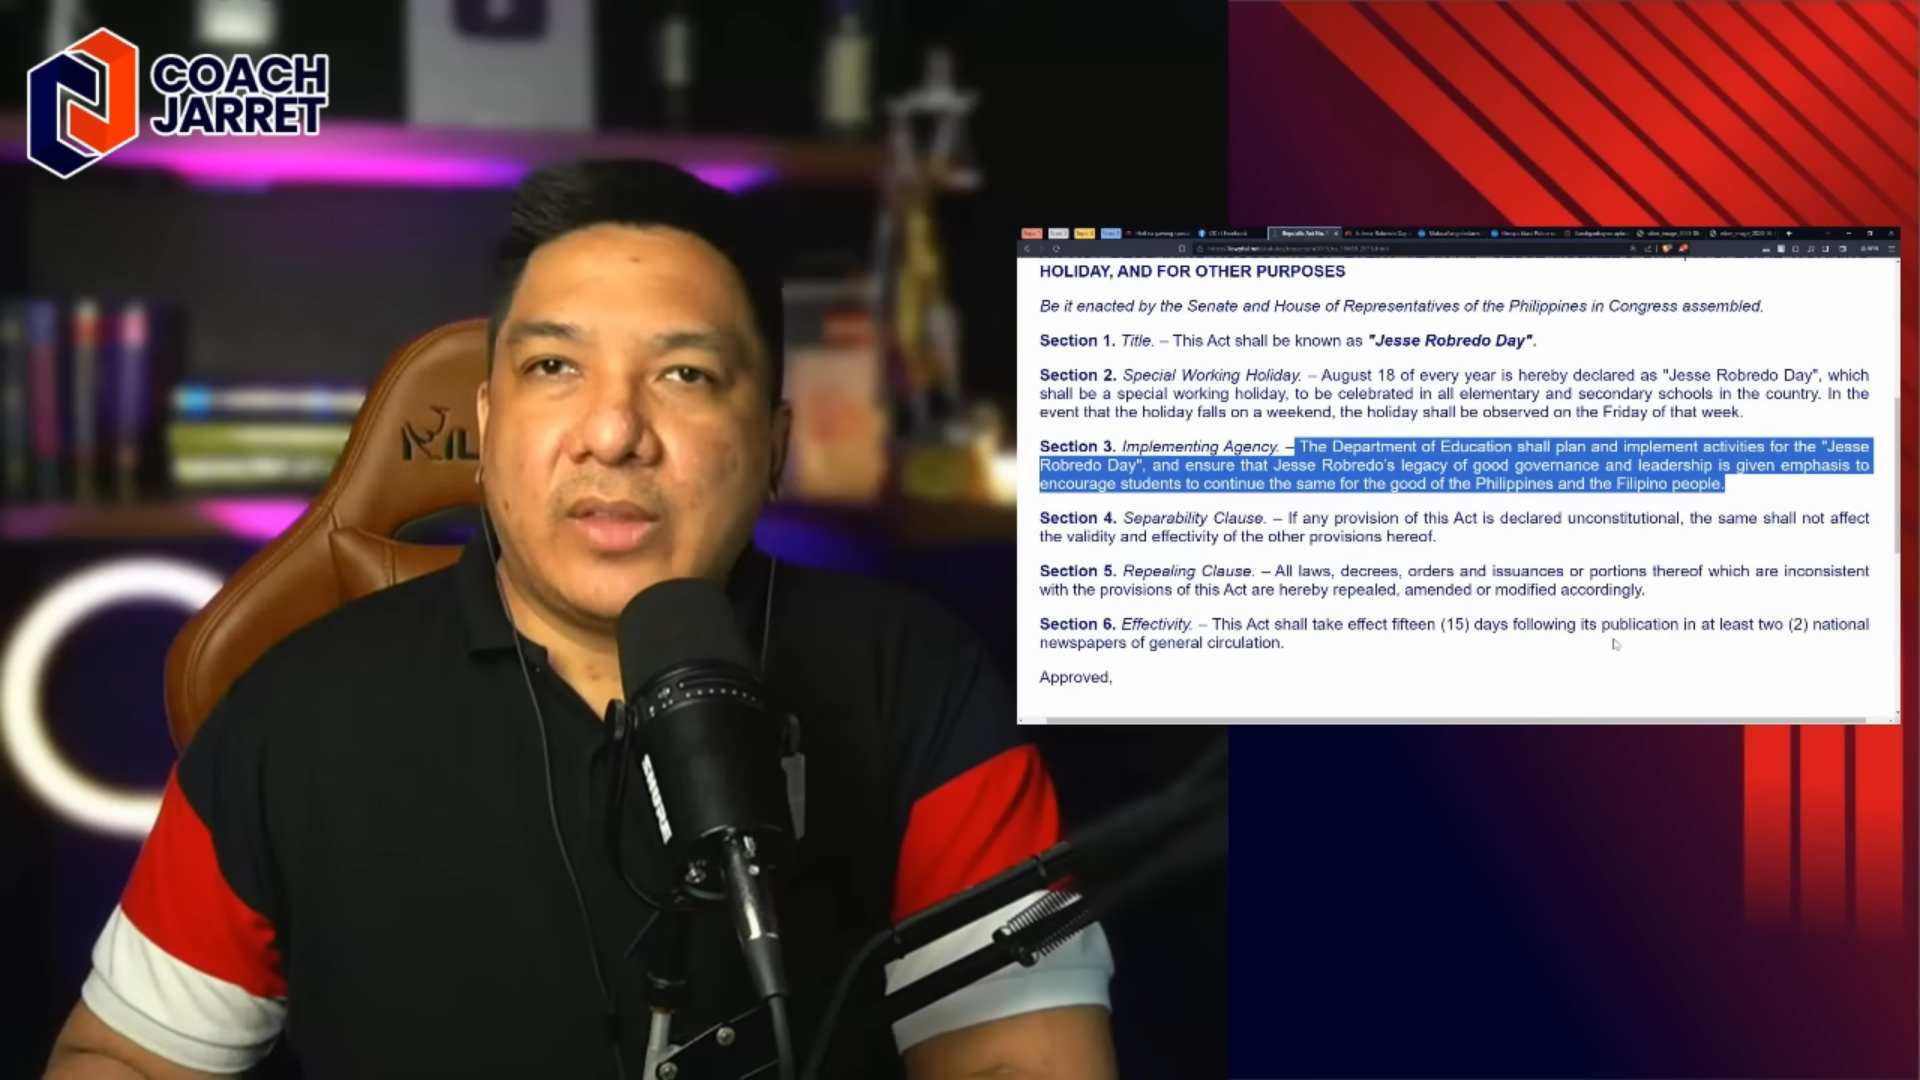 COACH
JARRET
NIL
SHURE
Republic Act No.
HOLIDAY, AND FOR OTHER PURPOSES
Be it enacted by the Senate and House of Representatives of the Philippines in Congress assembled.
Section 1. Title. – This Act shall be known as "Jesse Robredo Day".
Section 2. Special Working Holiday. – August 18 of every year is hereby declared as "Jesse Robredo Day", which
shall be a special working holiday, to be celebrated in all elementary and secondary schools in the country. In the
event that the holiday falls on a weekend, the holiday shall be observed on the Friday of that week.
Section 3. Implementing Agency. – The Department of Education shall plan and implement activities for the "Jesse
Robredo Day", and ensure that Jesse Robredo's legacy of good governance and leadership is given emphasis to
encourage students to continue the same for the good of the Philippines and the Filipino people.
Section 4. Separability Clause. – If any provision of this Act is declared unconstitutional, the same shall not affect
the validity and effectivity of the other provisions hereof.
Section 5. Repealing Clause. – All laws, decrees, orders and issuances or portions thereof which are inconsistent
with the provisions of this Act are hereby repealed, amended or modified accordingly.
Section 6. Effectivity. – This Act shall take effect fifteen (15) days following its publication in at least two (2) national
newspapers of general circulation.
Approved,